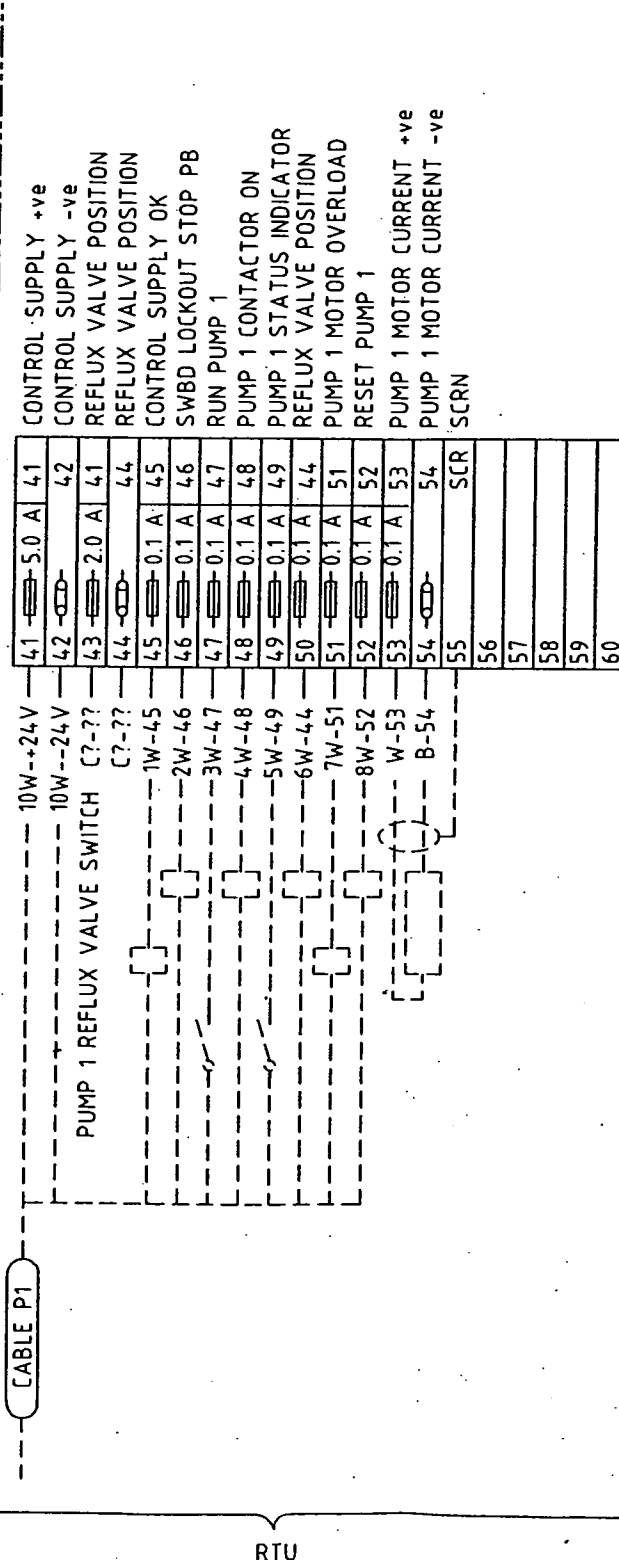 CABLE P1
10W-+24V 41 5.0 A 41 CONTROL SUPPLY +ve
10W--24V 42 42 CONTROL SUPPLY -ve
PUMP 1 REFLUX VALVE SWITCH C?-?? 43 2.0 A 41 REFLUX VALVE POSITION
C?-?? 44 44 REFLUX VALVE POSITION
1W-45 45 0.1 A 45 CONTROL SUPPLY OK
2W-46 46 0.1 A 46 SWBD LOCKOUT STOP PB
3W-47 47 0.1 A 47 RUN PUMP 1
4W-48 48 0.1 A 48 PUMP 1 CONTACTOR ON
5W-49 49 0.1 A 49 PUMP 1 STATUS INDICATOR
6W-44 50 0.1 A 44 REFLUX VALVE POSITION
7W-51 51 0.1 A 51 PUMP 1 MOTOR OVERLOAD
8W-52 52 0.1 A 52 RESET PUMP 1
W-53 53 0.1 A 53 PUMP 1 MOTOR CURRENT +ve
B-54 54 54 PUMP 1 MOTOR CURRENT -ve
55 SCR SCRN
56
57
58
59
60
RTU